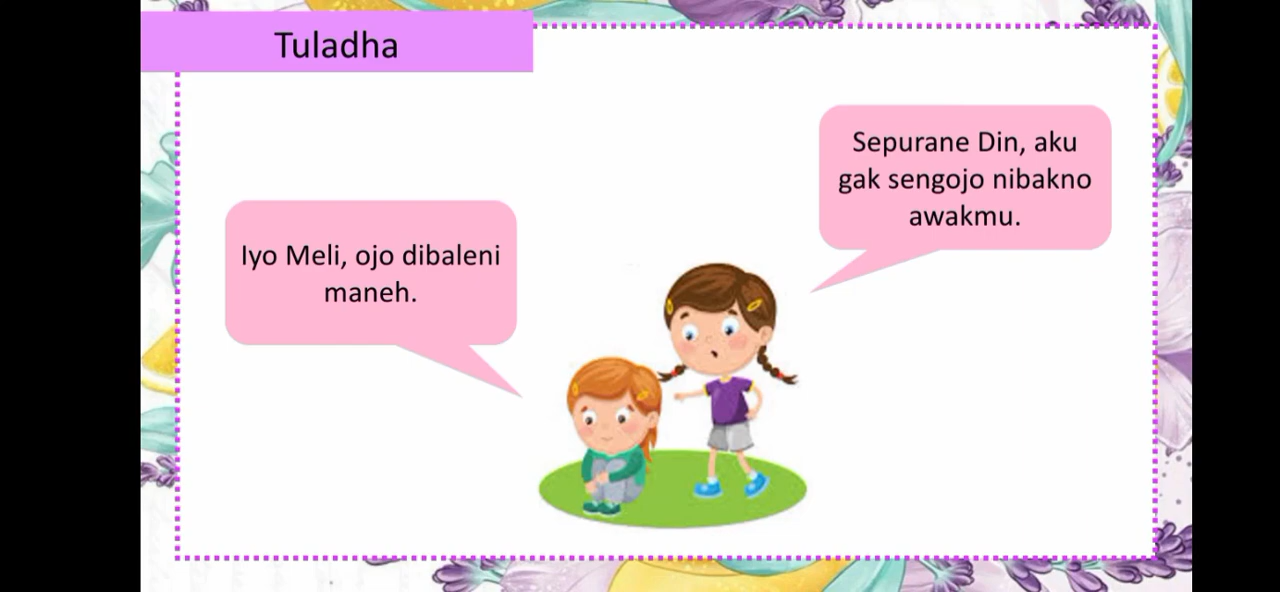 Tuladha
Sepurane Din, aku
gak sengojo nibakno
awakmu.
Iyo Meli, ojo dibaleni
maneh.